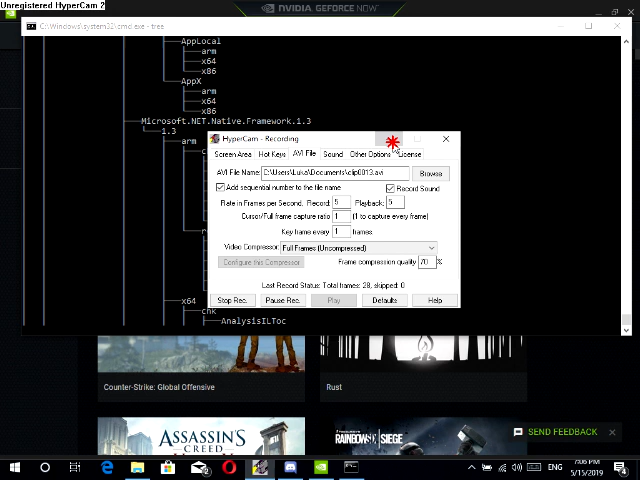 Unregistered HyperCam 2
NVIDIA GEFORCE NOW
C:\Windows\system32\cmd.exe - tree
AppLocal
arm
x64
x86
AppX
arm
x64
x86
Microsoft.NET.Native.Framework.1.3
1.3
arm
HyperCam - Recording
Screen Area Hot Keys AVI File Sound Other Options License
AVI File Name: C:\Users\Luka\Documents\clip0013.avi Browse
Add sequential number to the file name Record Sound
Rate in Frames per Second: Record: 5 Playback: 5
Cursor/Full frame capture ratio 1 (1 to capture every frame)
Key frame every 1 frames
Video Compressor: Full Frames (Uncompressed)
Configure this Compressor Frame compression quality 70 %
Last Record Status: Total frames: 28, skipped: 0
Stop Rec. Pause Rec. Play Defaults Help
x64
chk
AnalysisILToc
Counter-Strike: Global Offensive
Rust
ASSASSIN'S
CREED
RAINBOW SIX SIEGE
SEND FEEDBACK
ENG
7:06 PM
5/15/2019
2
4